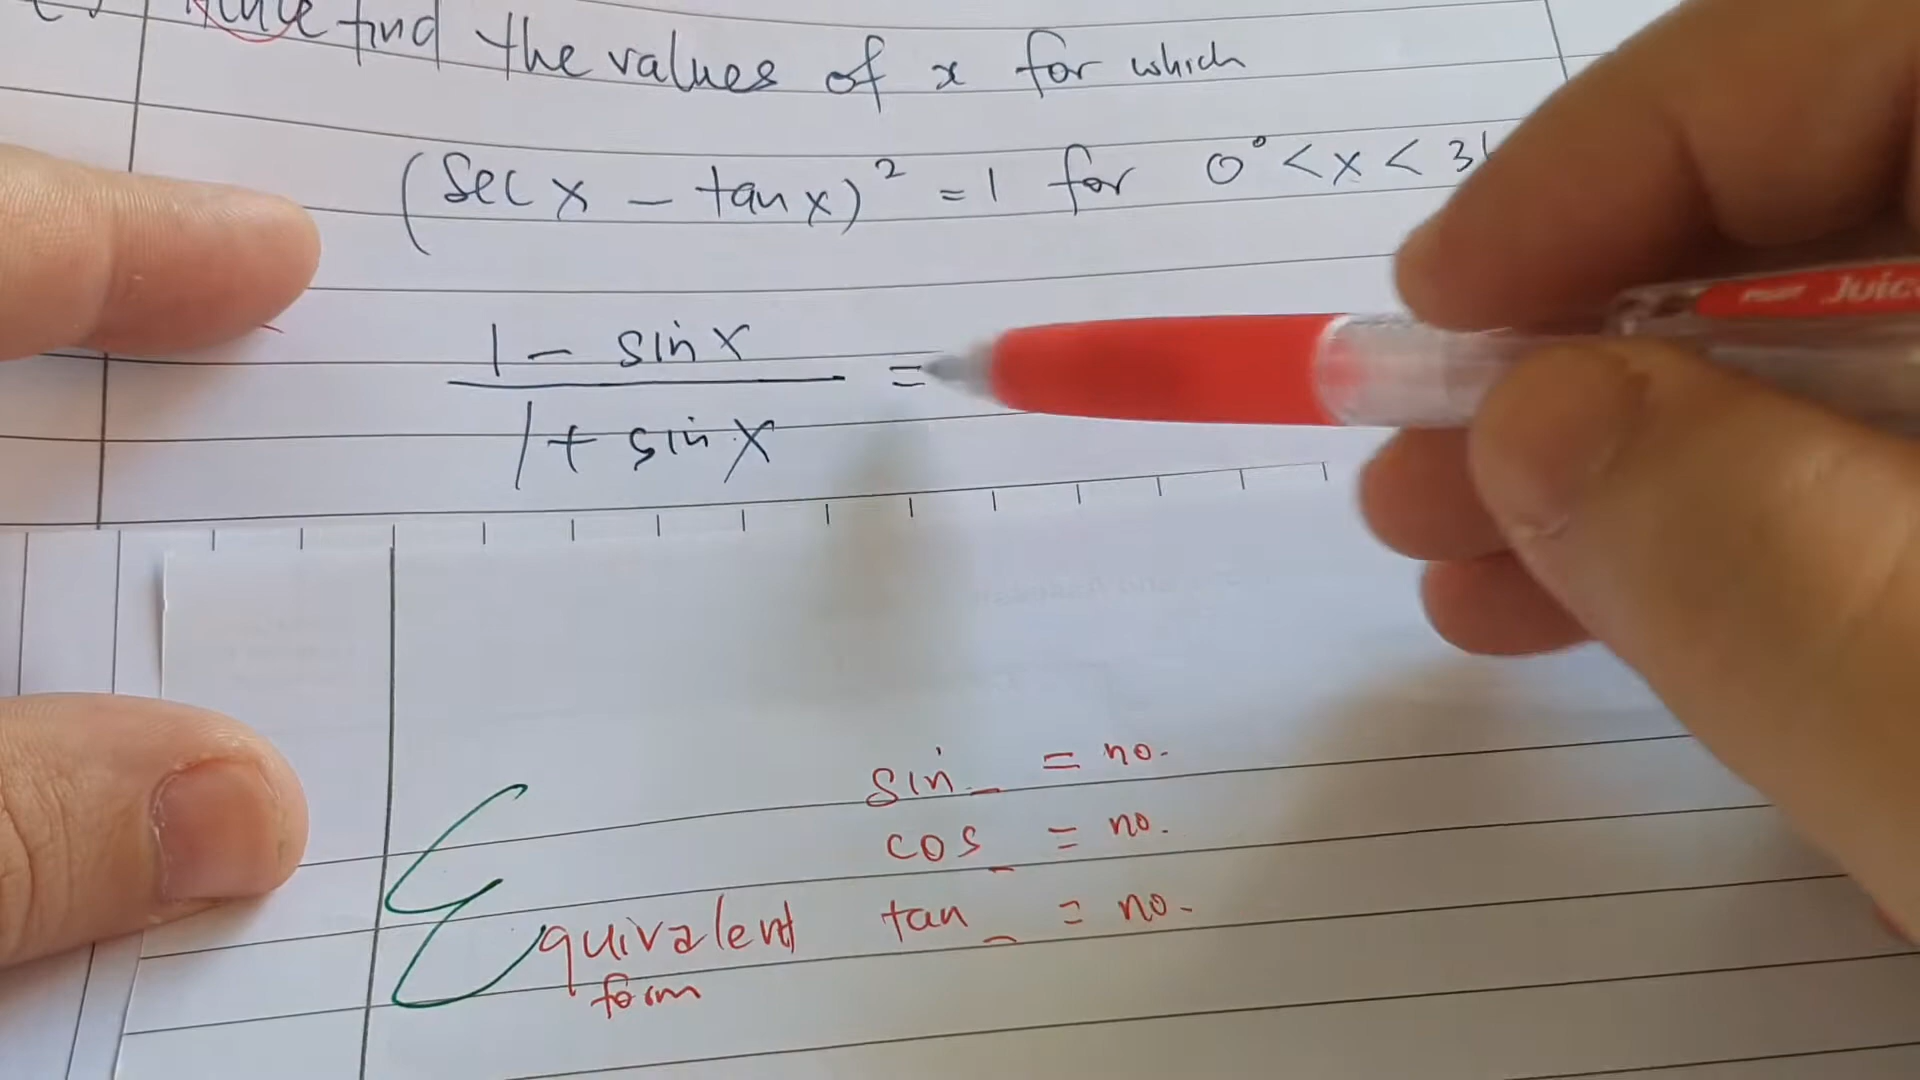 find the values of x for which
(sec x - tan x)² = 1 for 0° < x < 3
1 - sin x
=
1 + sin x
sin _ = no.
cos _ = no.
Equivalent tan _ = no.
form
Juice